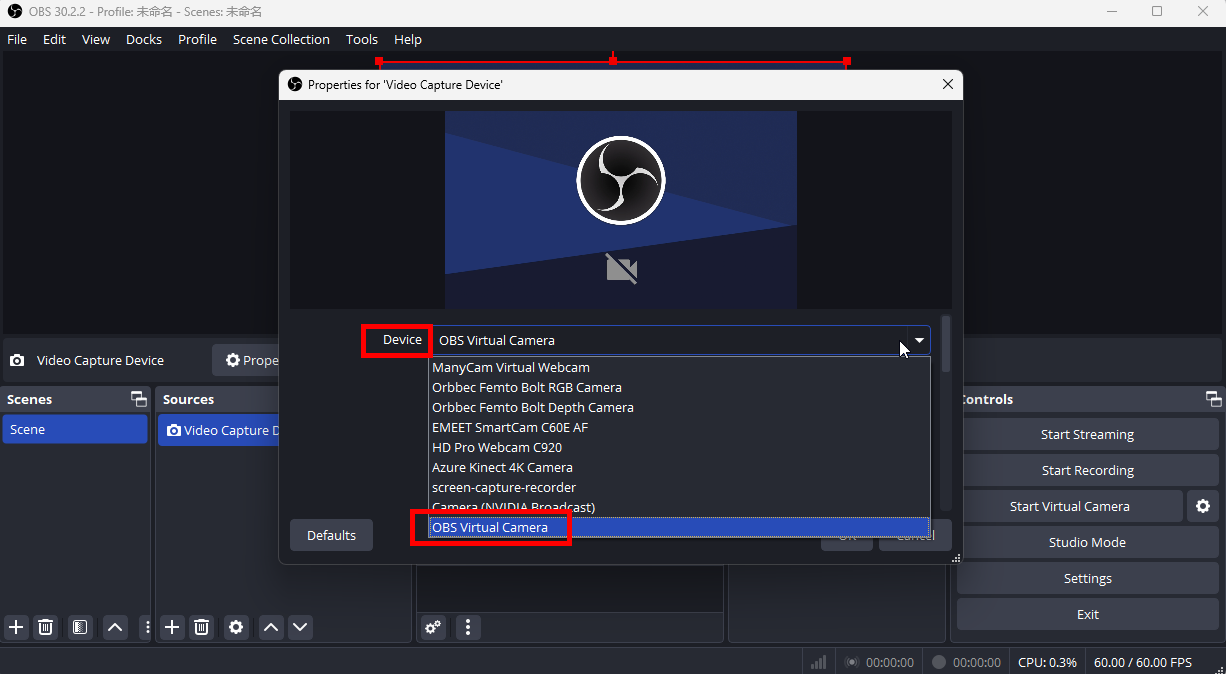 OBS 30.2.2 - Profile: 未命名 - Scenes: 未命名
File Edit View Docks Profile Scene Collection Tools Help
Properties for 'Video Capture Device'
Device OBS Virtual Camera
ManyCam Virtual Webcam
Orbbec Femto Bolt RGB Camera
Orbbec Femto Bolt Depth Camera
EMEET SmartCam C60E AF
HD Pro Webcam C920
Azure Kinect 4K Camera
screen-capture-recorder
Camera (NVIDIA Broadcast)
OBS Virtual Camera
Defaults OK Cancel
Video Capture Device Prope
Scenes Sources ontrols
Scene
Video Capture D
Start Streaming
Start Recording
Start Virtual Camera
Studio Mode
Settings
Exit
00:00:00 00:00:00 CPU: 0.3% 60.00 / 60.00 FPS